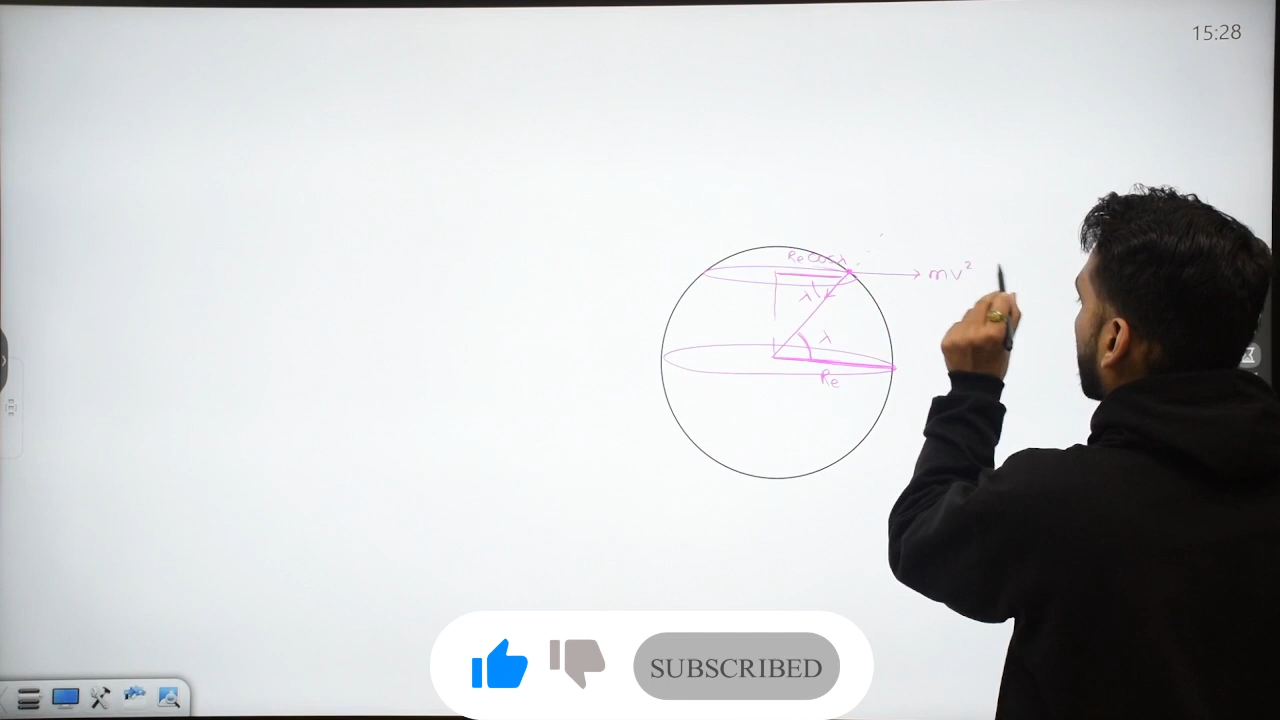 15:28
Re cosλ
mv²
λ
λ
Re
SUBSCRIBED